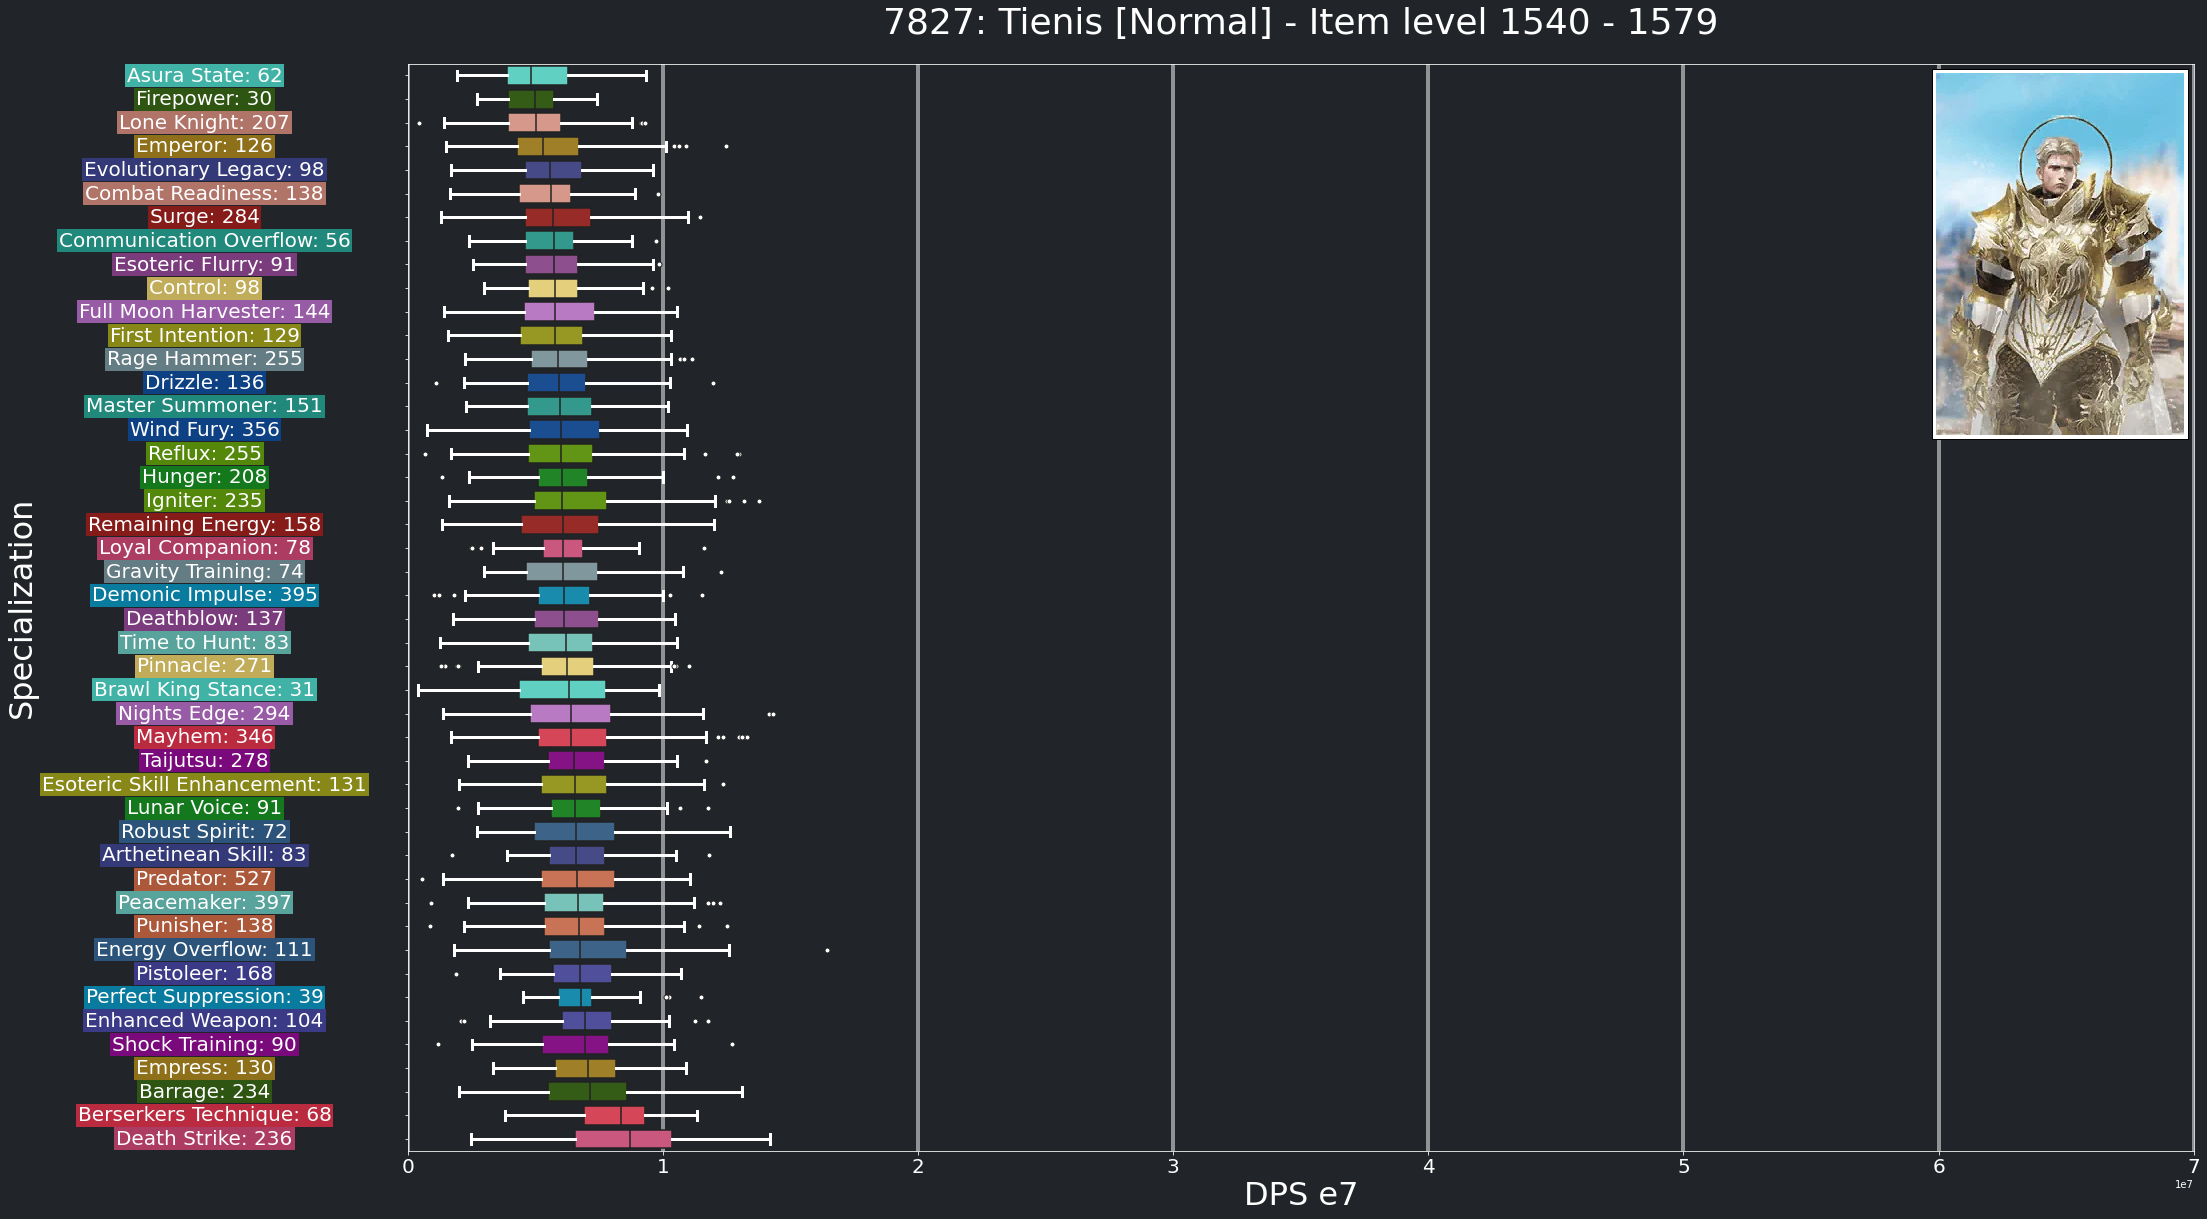 7827: Tienis [Normal] - Item level 1540 - 1579
Asura State: 62
Firepower: 30
Lone Knight: 207
Emperor: 126
Evolutionary Legacy: 98
Combat Readiness: 138
Surge: 284
Communication Overflow: 56
Esoteric Flurry: 91
Control: 98
Full Moon Harvester: 144
First Intention: 129
Rage Hammer: 255
Drizzle: 136
Master Summoner: 151
Wind Fury: 356
Reflux: 255
Hunger: 208
Igniter: 235
Remaining Energy: 158
Loyal Companion: 78
Gravity Training: 74
Demonic Impulse: 395
Deathblow: 137
Time to Hunt: 83
Pinnacle: 271
Brawl King Stance: 31
Nights Edge: 294
Mayhem: 346
Taijutsu: 278
Esoteric Skill Enhancement: 131
Lunar Voice: 91
Robust Spirit: 72
Arthetinean Skill: 83
Predator: 527
Peacemaker: 397
Punisher: 138
Energy Overflow: 111
Pistoleer: 168
Perfect Suppression: 39
Enhanced Weapon: 104
Shock Training: 90
Empress: 130
Barrage: 234
Berserkers Technique: 68
Death Strike: 236
Specialization
0 1 2 3 4 5 6 7
DPS e7
1e7